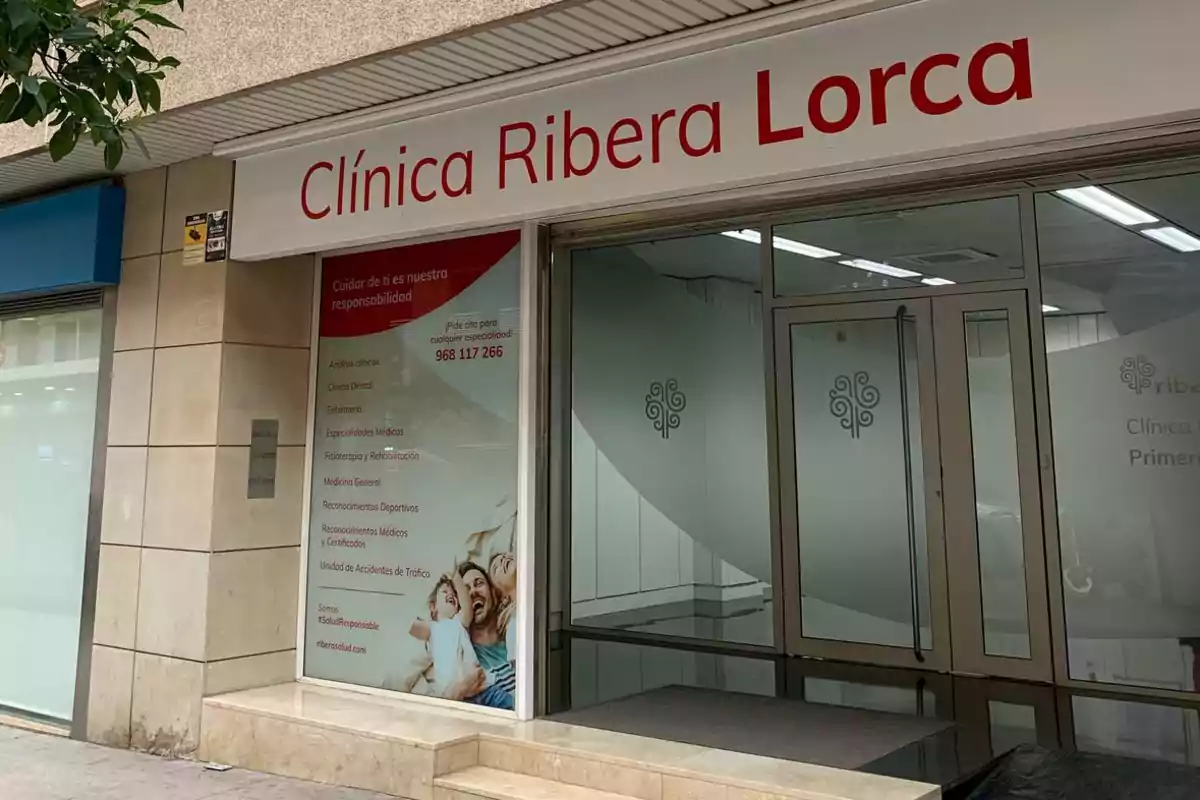 Clínica Ribera Lorca
Cuidar de ti es nuestra
responsabilidad
¡Pide cita para
cualquier especialidad!
968 117 266
Análisis clínicos
Clínica Dental
Enfermería
Especialidades Médicas
Fisioterapia y Rehabilitación
Medicina General
Reconocimientos Deportivos
Reconocimientos Médicos
y Certificados
Unidad de Accidentes de Tráfico
Somos
#SaludResponsable
riberasalud.com
ribe
Clínica
Primer